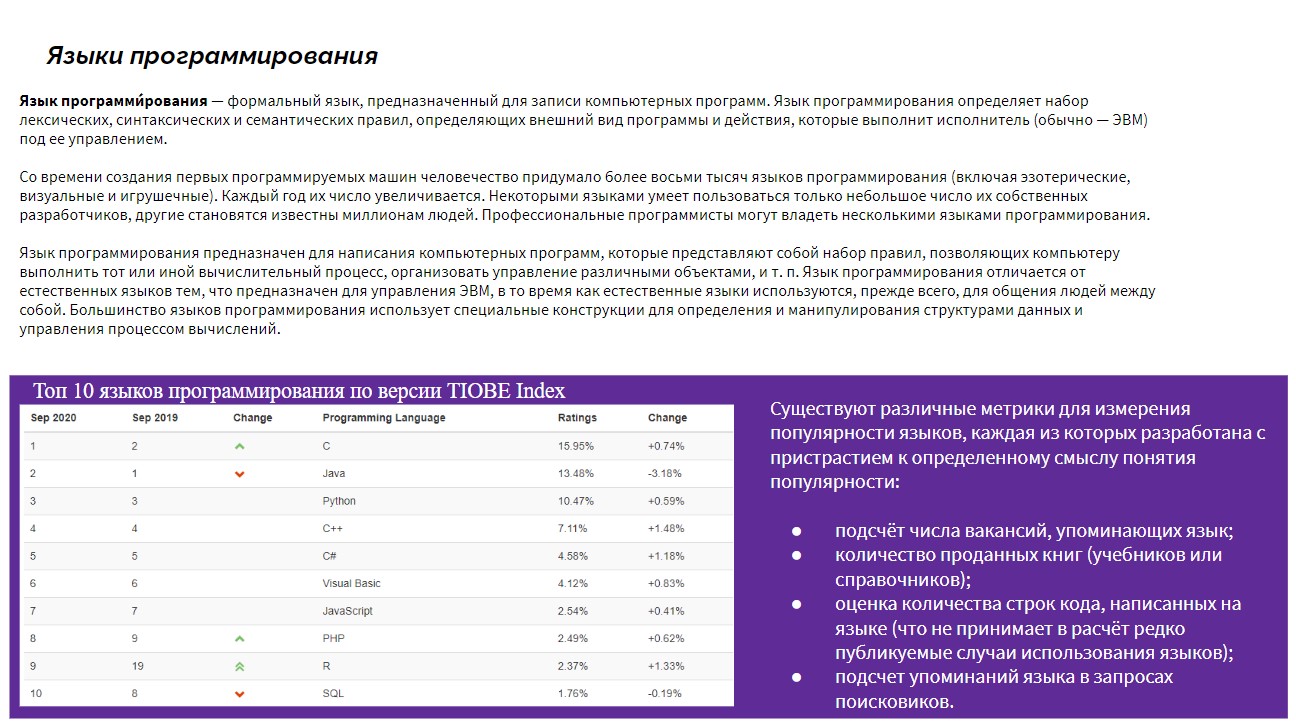 Языки программирования
Язык программи́рования — формальный язык, предназначенный для записи компьютерных программ. Язык программирования определяет набор
лексических, синтаксических и семантических правил, определяющих внешний вид программы и действия, которые выполнит исполнитель (обычно — ЭВМ)
под ее управлением.
Со времени создания первых программируемых машин человечество придумало более восьми тысяч языков программирования (включая эзотерические,
визуальные и игрушечные). Каждый год их число увеличивается. Некоторыми языками умеет пользоваться только небольшое число их собственных
разработчиков, другие становятся известны миллионам людей. Профессиональные программисты могут владеть несколькими языками программирования.
Язык программирования предназначен для написания компьютерных программ, которые представляют собой набор правил, позволяющих компьютеру
выполнить тот или иной вычислительный процесс, организовать управление различными объектами, и т. п. Язык программирования отличается от
естественных языков тем, что предназначен для управления ЭВМ, в то время как естественные языки используются, прежде всего, для общения людей между
собой. Большинство языков программирования использует специальные конструкции для определения и манипулирования структурами данных и
управления процессом вычислений.
Топ 10 языков программирования по версии TIOBE Index
Sep 2020 Sep 2019 Change Programming Language Ratings Change
1 2 C 15.95% +0.74%
2 1 Java 13.48% -3.18%
3 3 Python 10.47% +0.59%
4 4 C++ 7.11% +1.48%
5 5 C# 4.58% +1.18%
6 6 Visual Basic 4.12% +0.83%
7 7 JavaScript 2.54% +0.41%
8 9 PHP 2.49% +0.62%
9 19 R 2.37% +1.33%
10 8 SQL 1.76% -0.19%
Существуют различные метрики для измерения
популярности языков, каждая из которых разработана с
пристрастием к определенному смыслу понятия
популярности:
● подсчёт числа вакансий, упоминающих язык;
● количество проданных книг (учебников или
справочников);
● оценка количества строк кода, написанных на
языке (что не принимает в расчёт редко
публикуемые случаи использования языков);
● подсчет упоминаний языка в запросах
поисковиков.